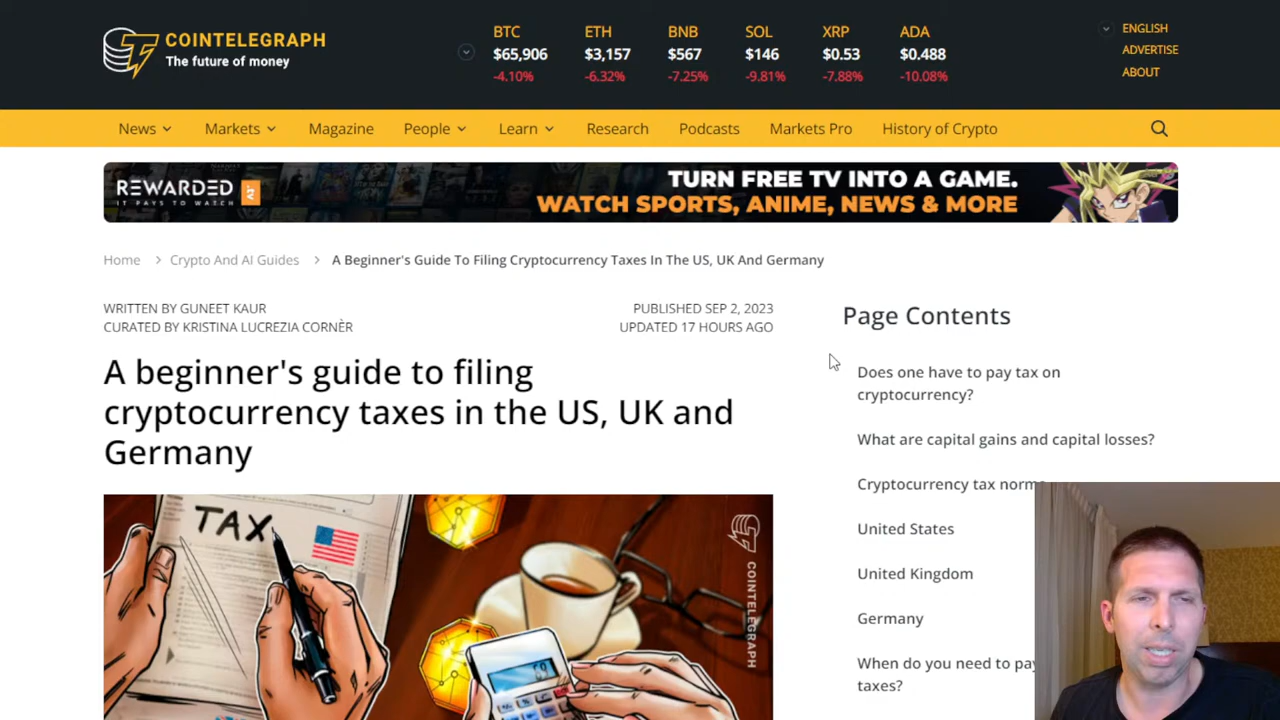 COINTELEGRAPH
The future of money
BTC
$65,906
-4.10%
ETH
$3,157
-6.32%
BNB
$567
-7.25%
SOL
$146
-9.81%
XRP
$0.53
-7.88%
ADA
$0.488
-10.08%
ENGLISH
ADVERTISE
ABOUT
News Markets Magazine People Learn Research Podcasts Markets Pro History of Crypto
REWARDED TV
IT PAYS TO WATCH
TURN FREE TV INTO A GAME.
WATCH SPORTS, ANIME, NEWS & MORE
Home > Crypto And AI Guides > A Beginner's Guide To Filing Cryptocurrency Taxes In The US, UK And Germany
WRITTEN BY GUNEET KAUR
CURATED BY KRISTINA LUCREZIA CORNÈR
PUBLISHED SEP 2, 2023
UPDATED 17 HOURS AGO
A beginner's guide to filing
cryptocurrency taxes in the US, UK and
Germany
TAX
COINTELEGRAPH
Page Contents
Does one have to pay tax on
cryptocurrency?
What are capital gains and capital losses?
Cryptocurrency tax norms
United States
United Kingdom
Germany
When do you need to pay
taxes?